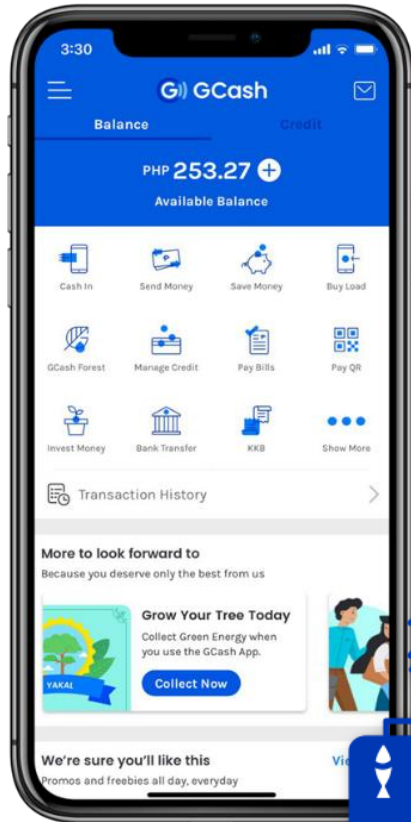 3:30
G)) GCash
Balance Credit
PHP 253.27 +
Available Balance
Cash In Send Money Save Money Buy Load
GCash Forest Manage Credit Pay Bills Pay QR
Invest Money Bank Transfer KKB Show More
Transaction History
More to look forward to
Because you deserve only the best from us
Grow Your Tree Today
Collect Green Energy when
you use the GCash App.
Collect Now
YAKAL
We're sure you'll like this
Promos and freebies all day, everyday